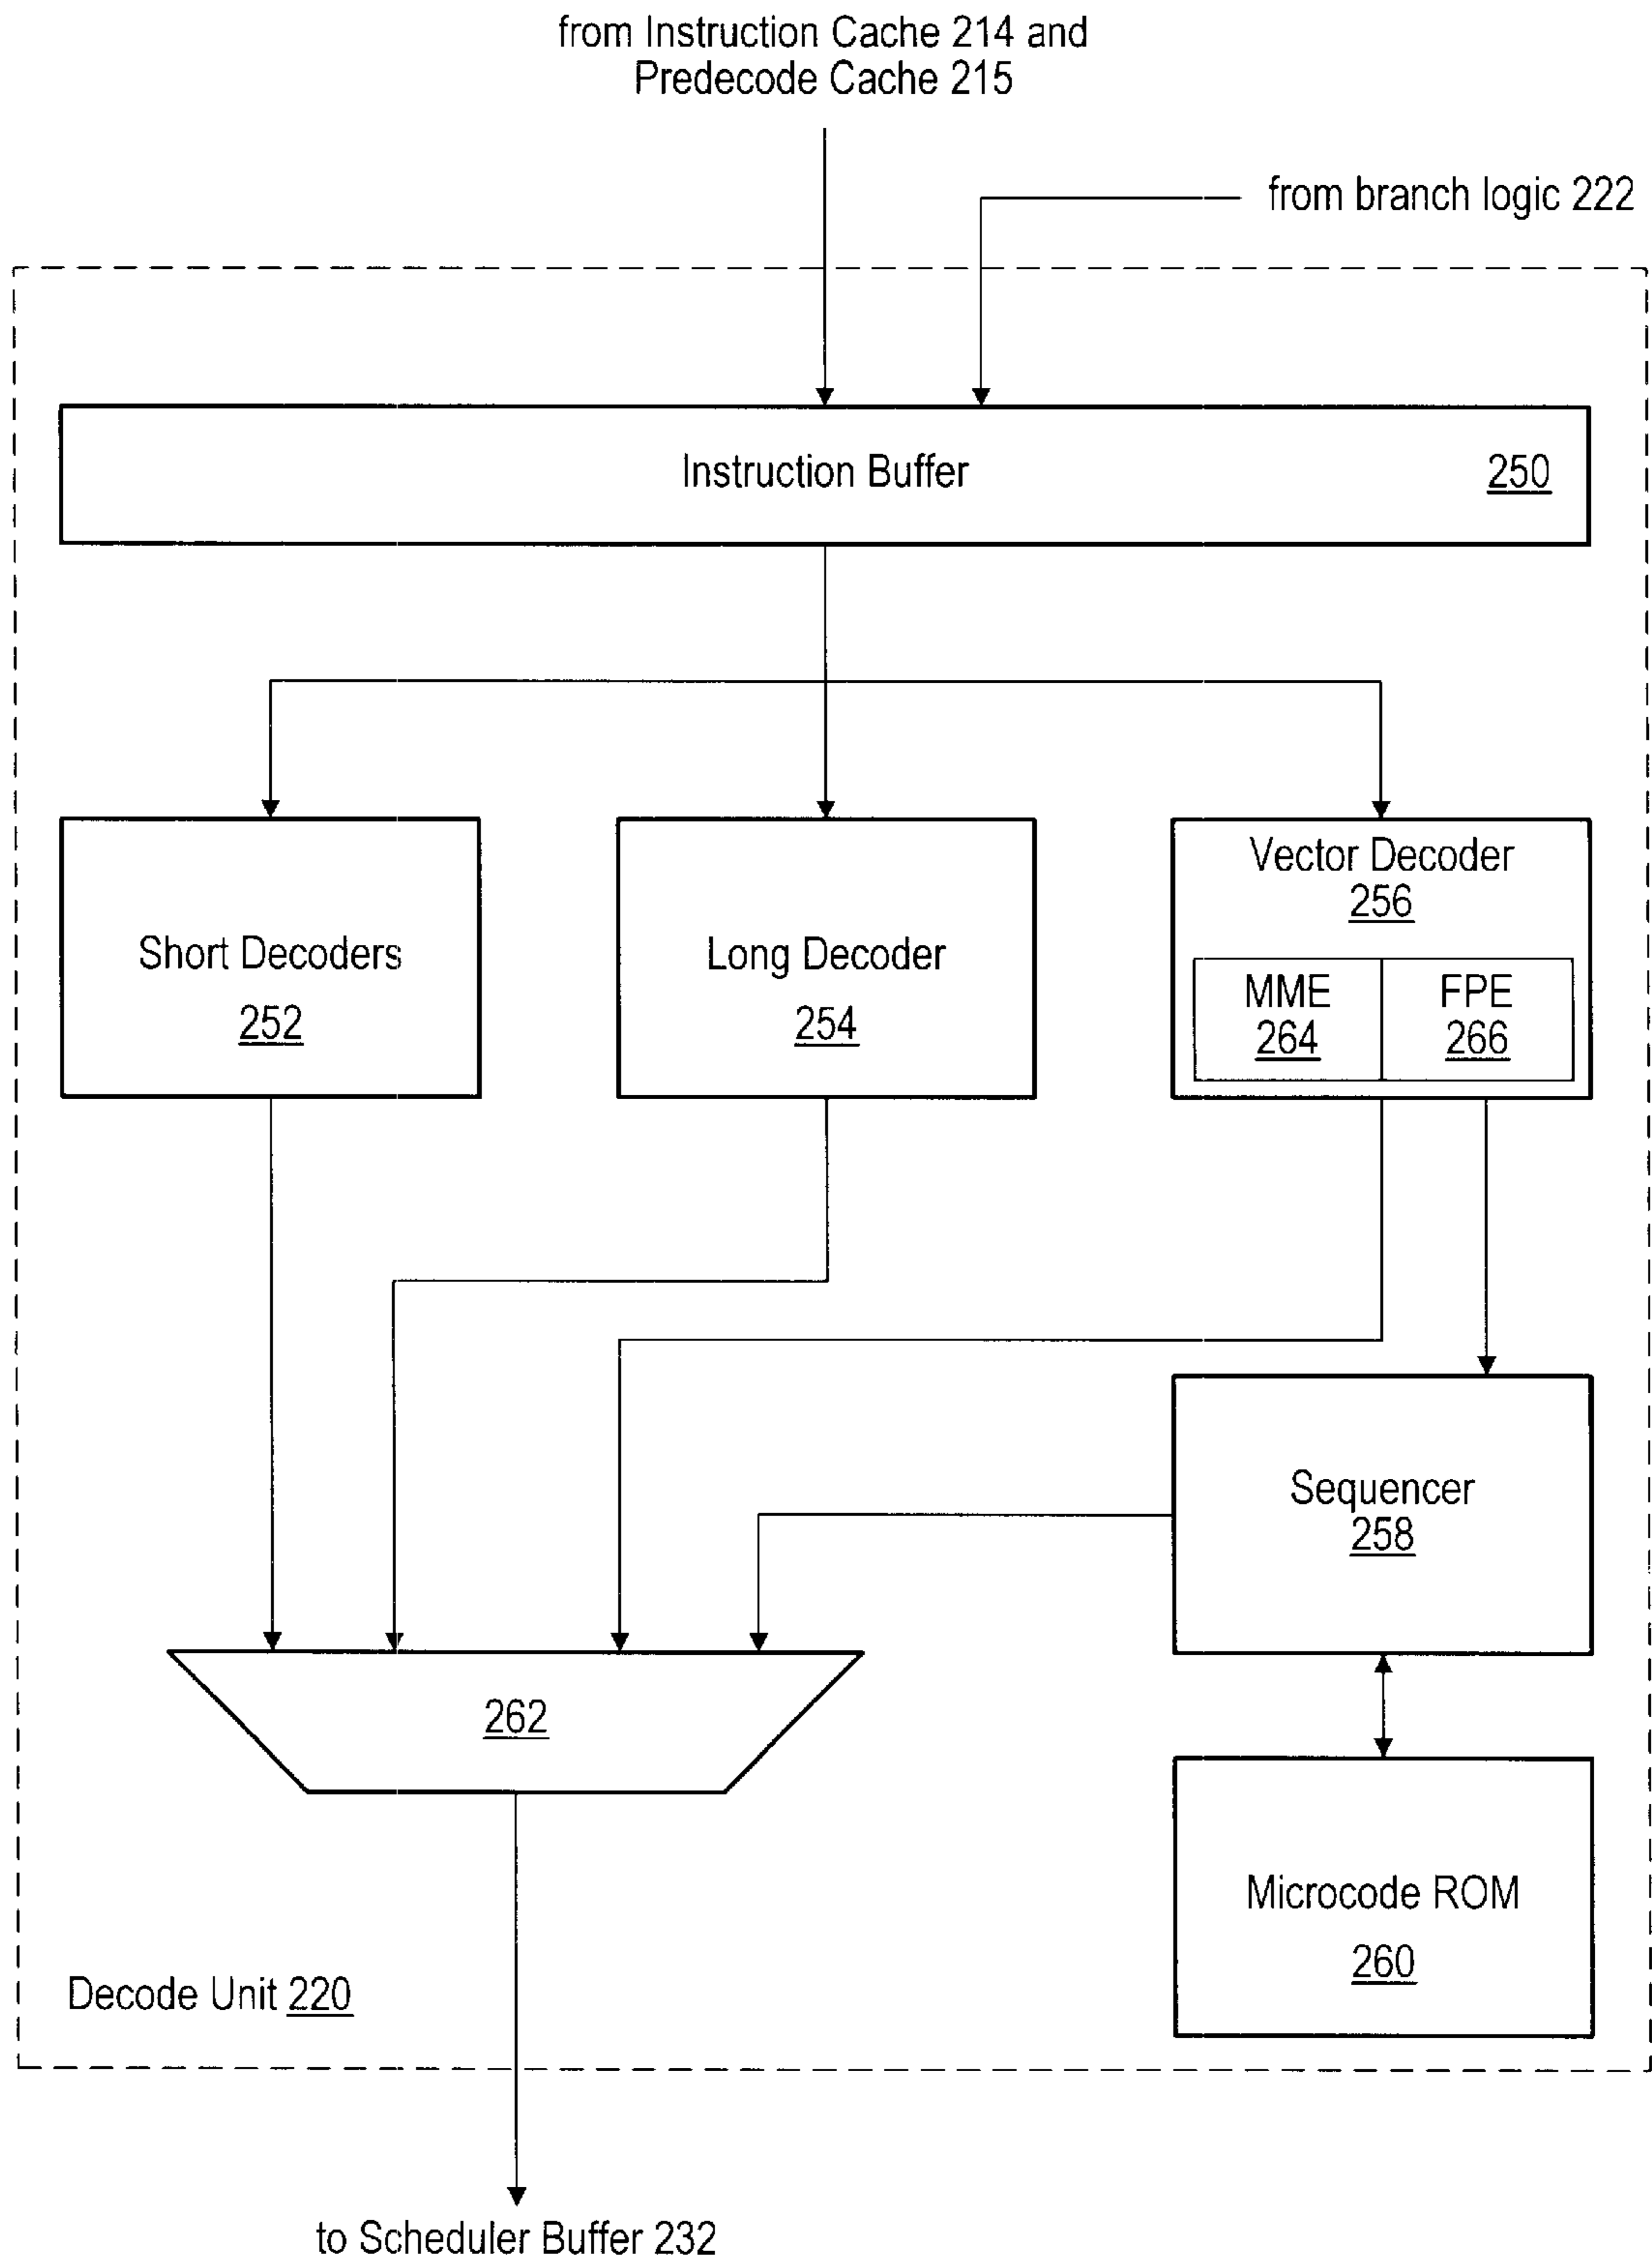 from Instruction Cache 214 and
Predecode Cache 215
from branch logic 222
Instruction Buffer 250
Short Decoders
252
Long Decoder
254
Vector Decoder
256
MME
264
FPE
266
Sequencer
258
262
Microcode ROM
260
Decode Unit 220
to Scheduler Buffer 232